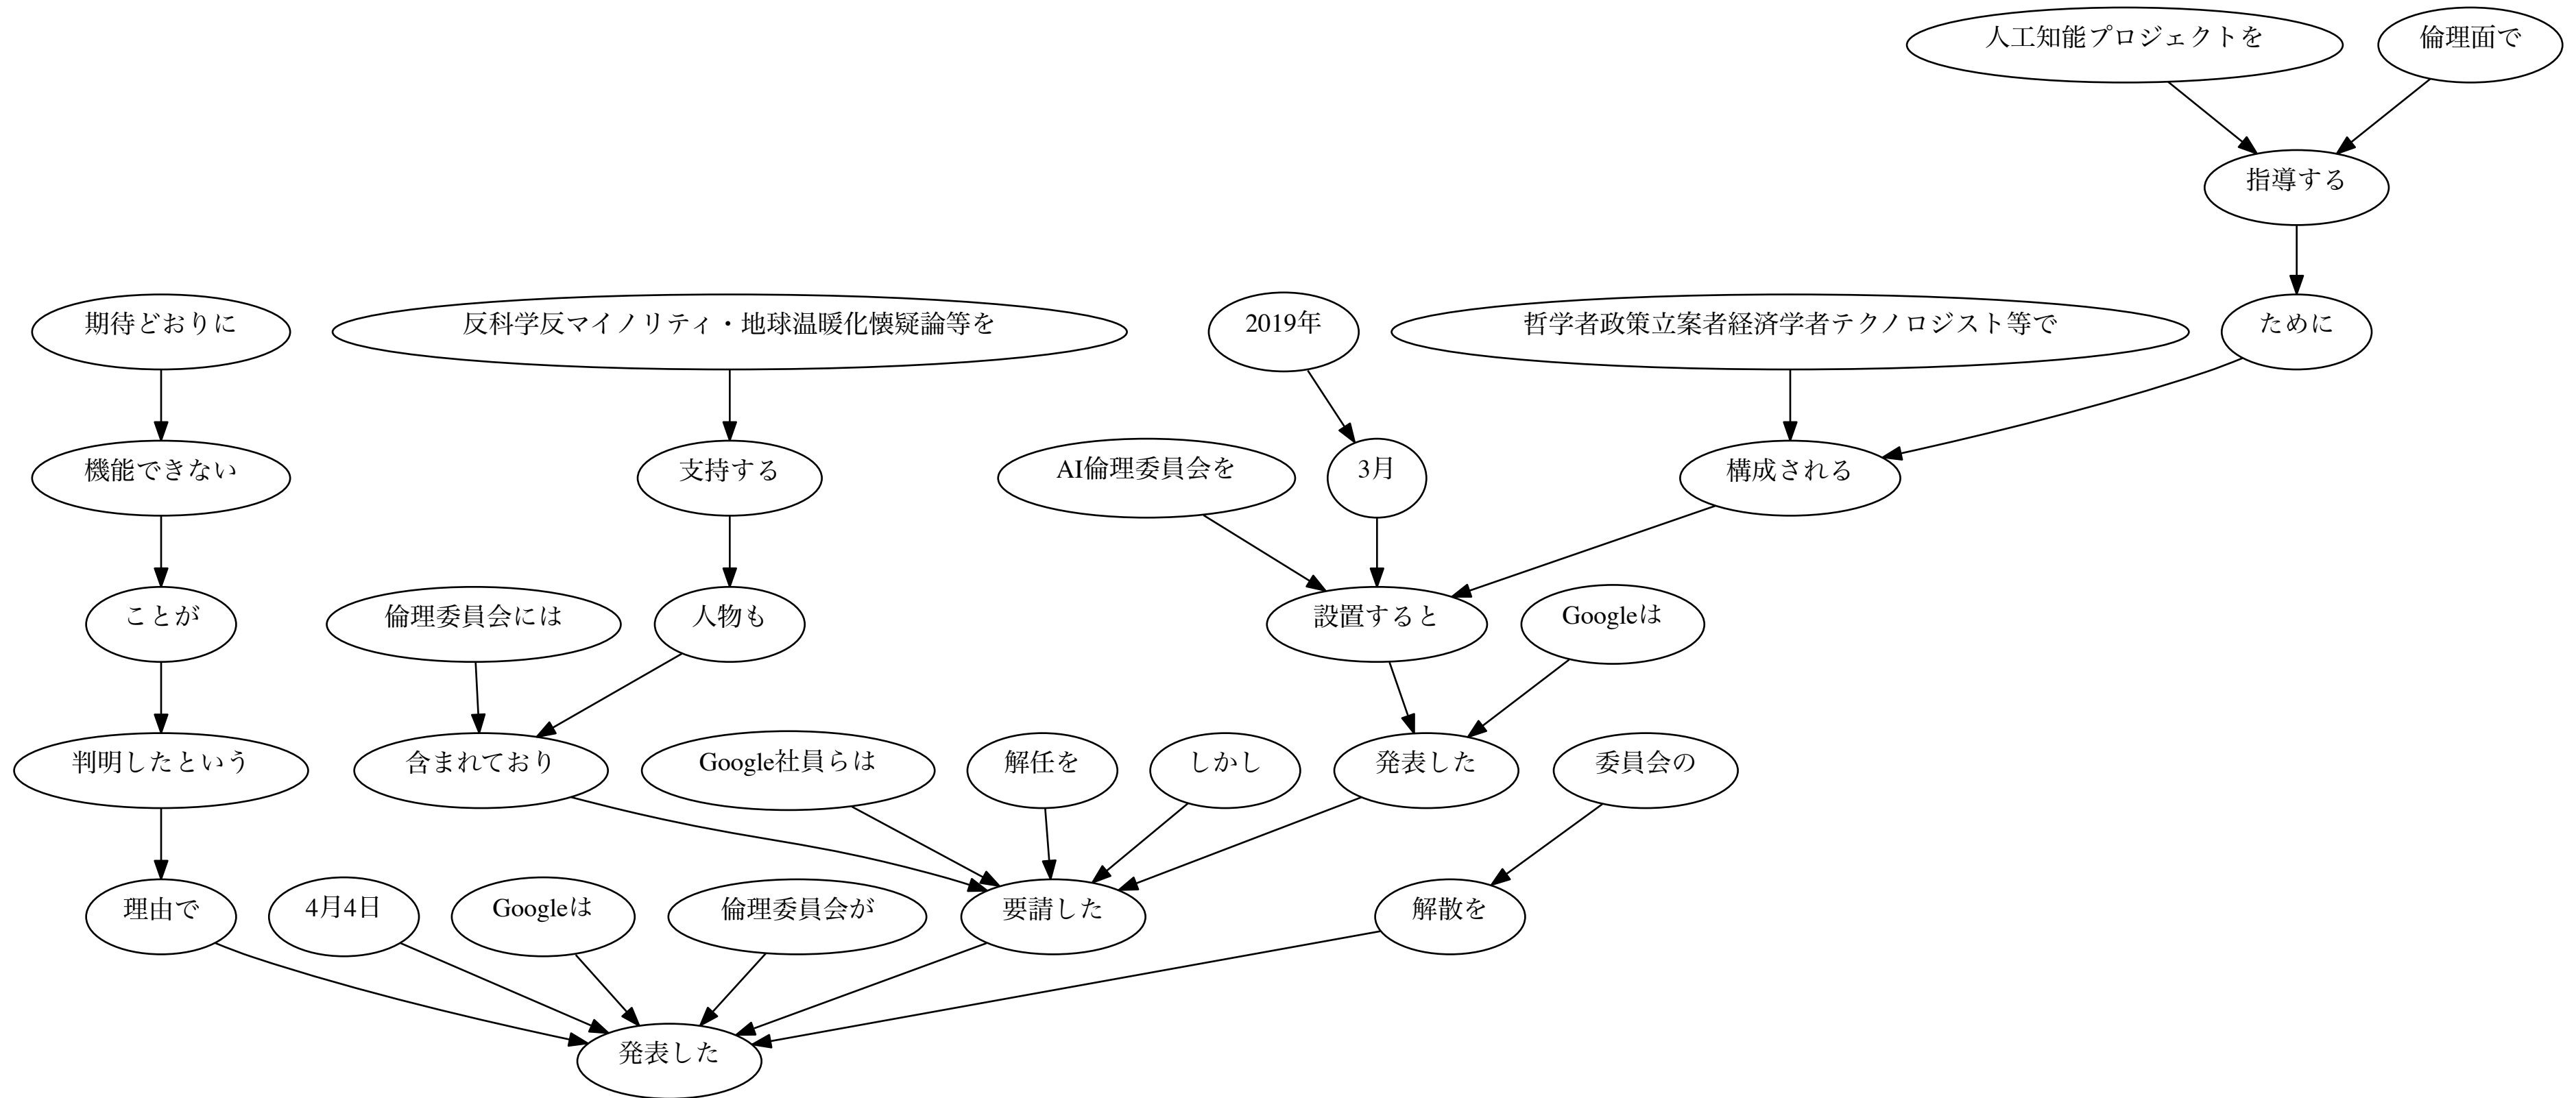 人工知能プロジェクトを
倫理面で
指導する
期待どおりに
反科学反マイノリティ・地球温暖化懐疑論等を
2019年
哲学者政策立案者経済学者テクノロジスト等で
ために
機能できない
支持する
AI倫理委員会を
3月
構成される
ことが
倫理委員会には
人物も
設置すると
Googleは
判明したという
含まれており
Google社員らは
解任を
しかし
発表した
委員会の
理由で
4月4日
Googleは
倫理委員会が
要請した
解散を
発表した